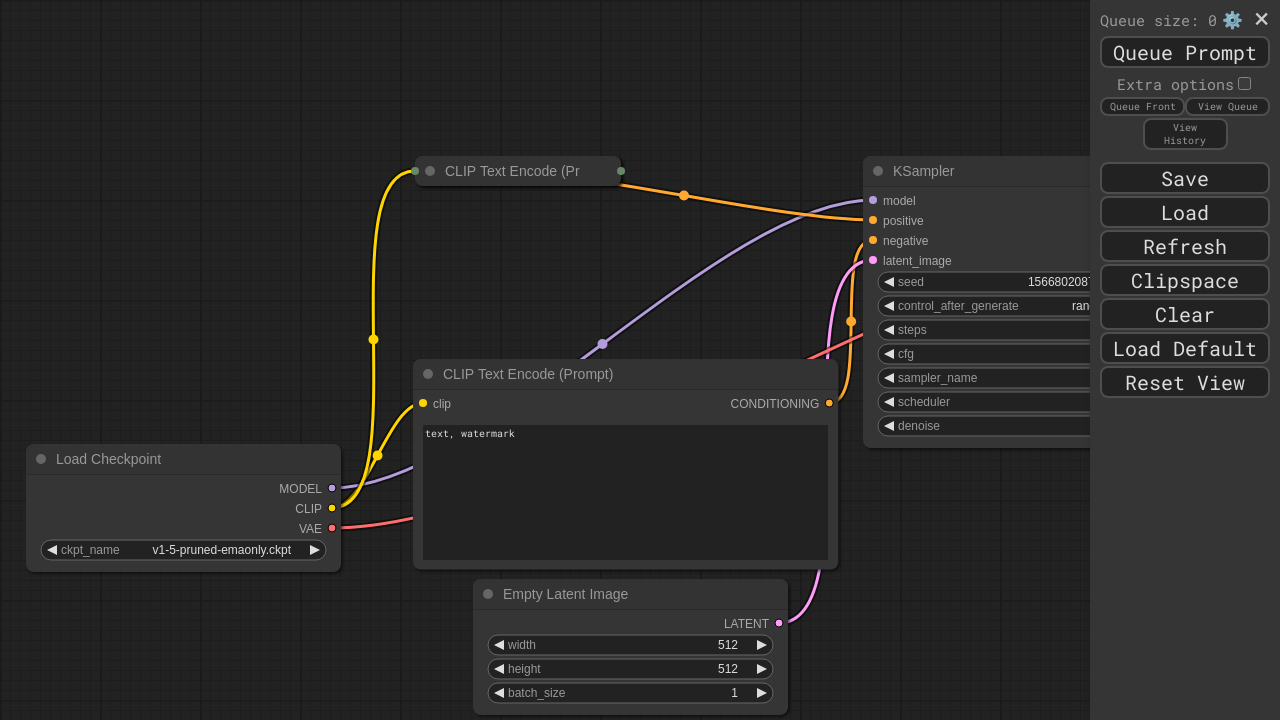 Queue size: 0
Queue Prompt
Extra options
Queue Front
View Queue
View
History
Save
Load
Refresh
Clipspace
Clear
Load Default
Reset View
CLIP Text Encode (Pr
KSampler
model
positive
negative
latent_image
seed 1566802087
control_after_generate ran
steps
cfg
sampler_name
scheduler
denoise
CLIP Text Encode (Prompt)
clip CONDITIONING
text, watermark
Load Checkpoint
MODEL
CLIP
VAE
ckpt_name v1-5-pruned-emaonly.ckpt
Empty Latent Image
LATENT
width 512
height 512
batch_size 1